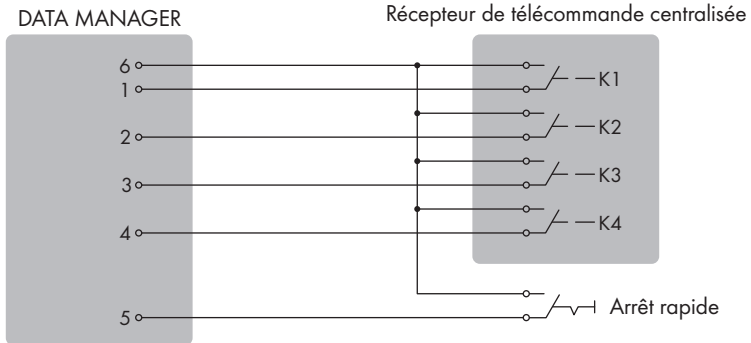 DATA MANAGER
Récepteur de télécommande centralisée
6
1
K1
2
K2
3
K3
4
K4
5
Arrêt rapide